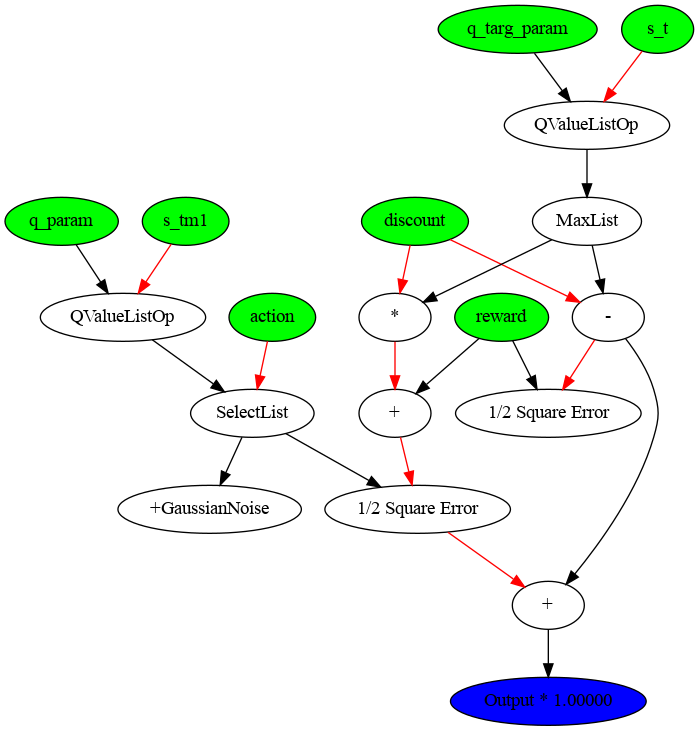 q_targ_param
s_t
QValueListOp
q_param
s_tm1
discount
MaxList
QValueListOp
action
*
reward
-
SelectList
+
1/2 Square Error
+GaussianNoise
1/2 Square Error
+
Output * 1.00000